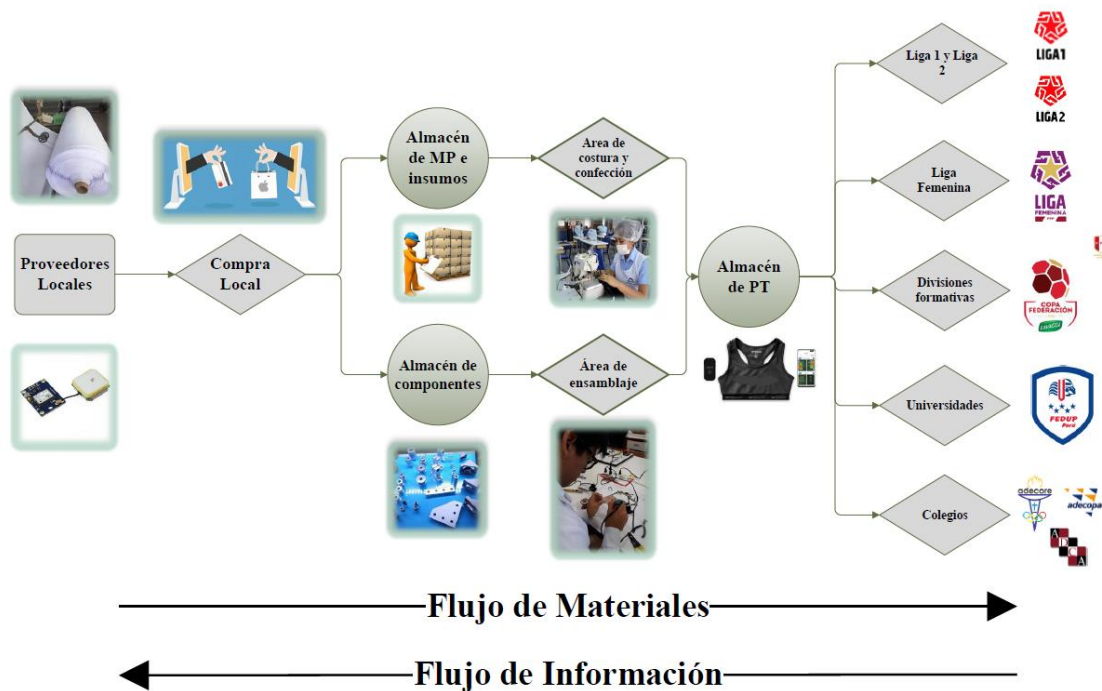 Proveedores
Locales
Compra
Local
Almacén
de MP e
insumos
Area de
costura y
confección
Almacén de
componentes
Área de
ensamblaje
Almacén
de PT
Liga 1 y Liga
2
LIGA1
LIGA2
Liga
Femenina
LIGA
FEMENINA
Divisiones
formativas
COPA
FEDERACIÓN
Universidades
FEDUP
Perú
Colegios
adecore
adecopa
A
D
C
A
Flujo de Materiales
Flujo de Información